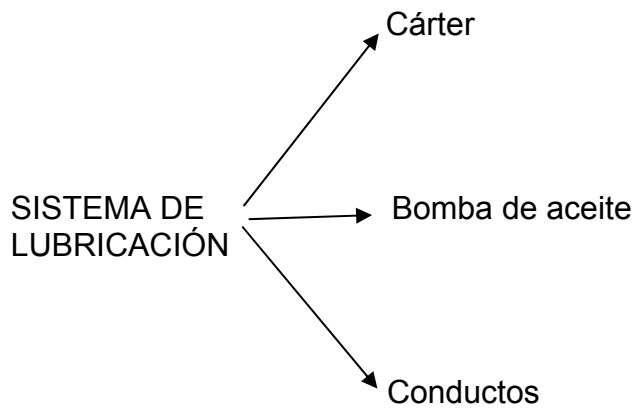 Cárter
SISTEMA DE
LUBRICACIÓN
Bomba de aceite
Conductos